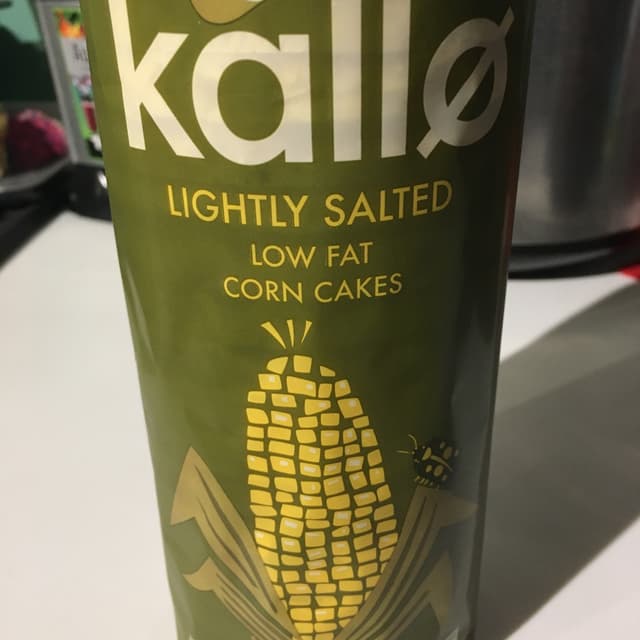 kallø
LIGHTLY SALTED
LOW FAT
CORN CAKES